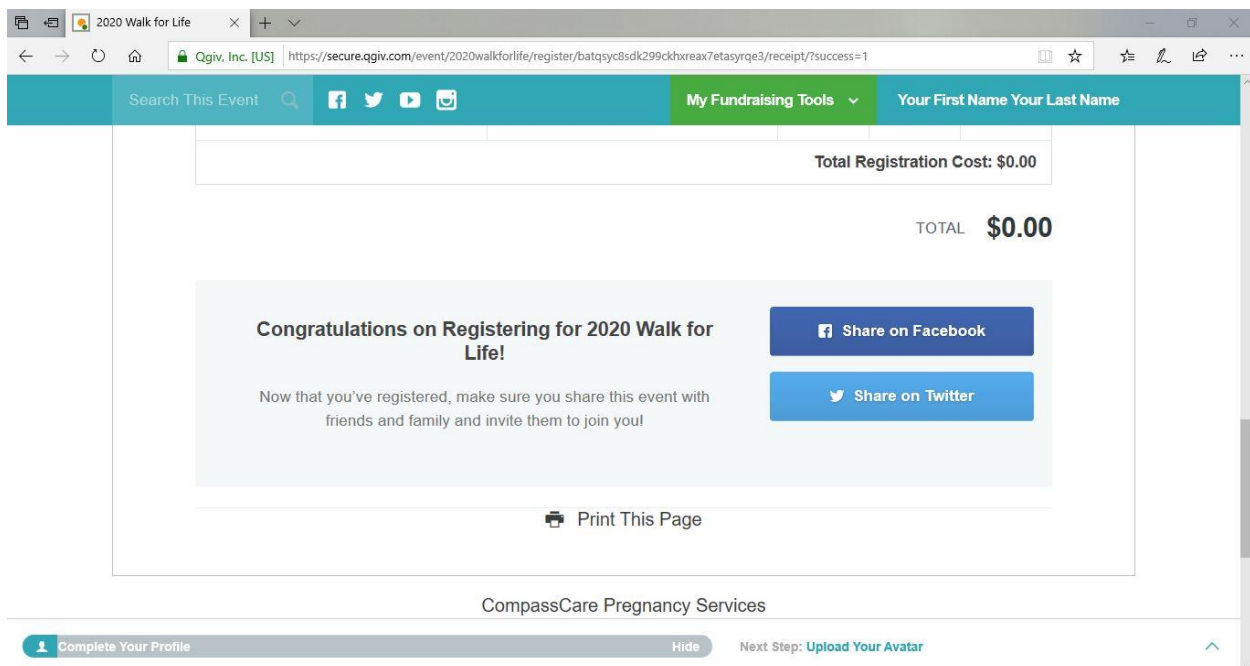 2020 Walk for Life
Qgiv, Inc. [US] https://secure.qgiv.com/event/2020walkforlife/register/batqsyc8sdk299ckhxreax7etasyrqe3/receipt/?success=1
Search This Event My Fundraising Tools Your First Name Your Last Name
Total Registration Cost: $0.00
TOTAL $0.00
Congratulations on Registering for 2020 Walk for
Life!
Now that you've registered, make sure you share this event with
friends and family and invite them to join you!
Share on Facebook
Share on Twitter
Print This Page
CompassCare Pregnancy Services
Complete Your Profile Hide Next Step: Upload Your Avatar